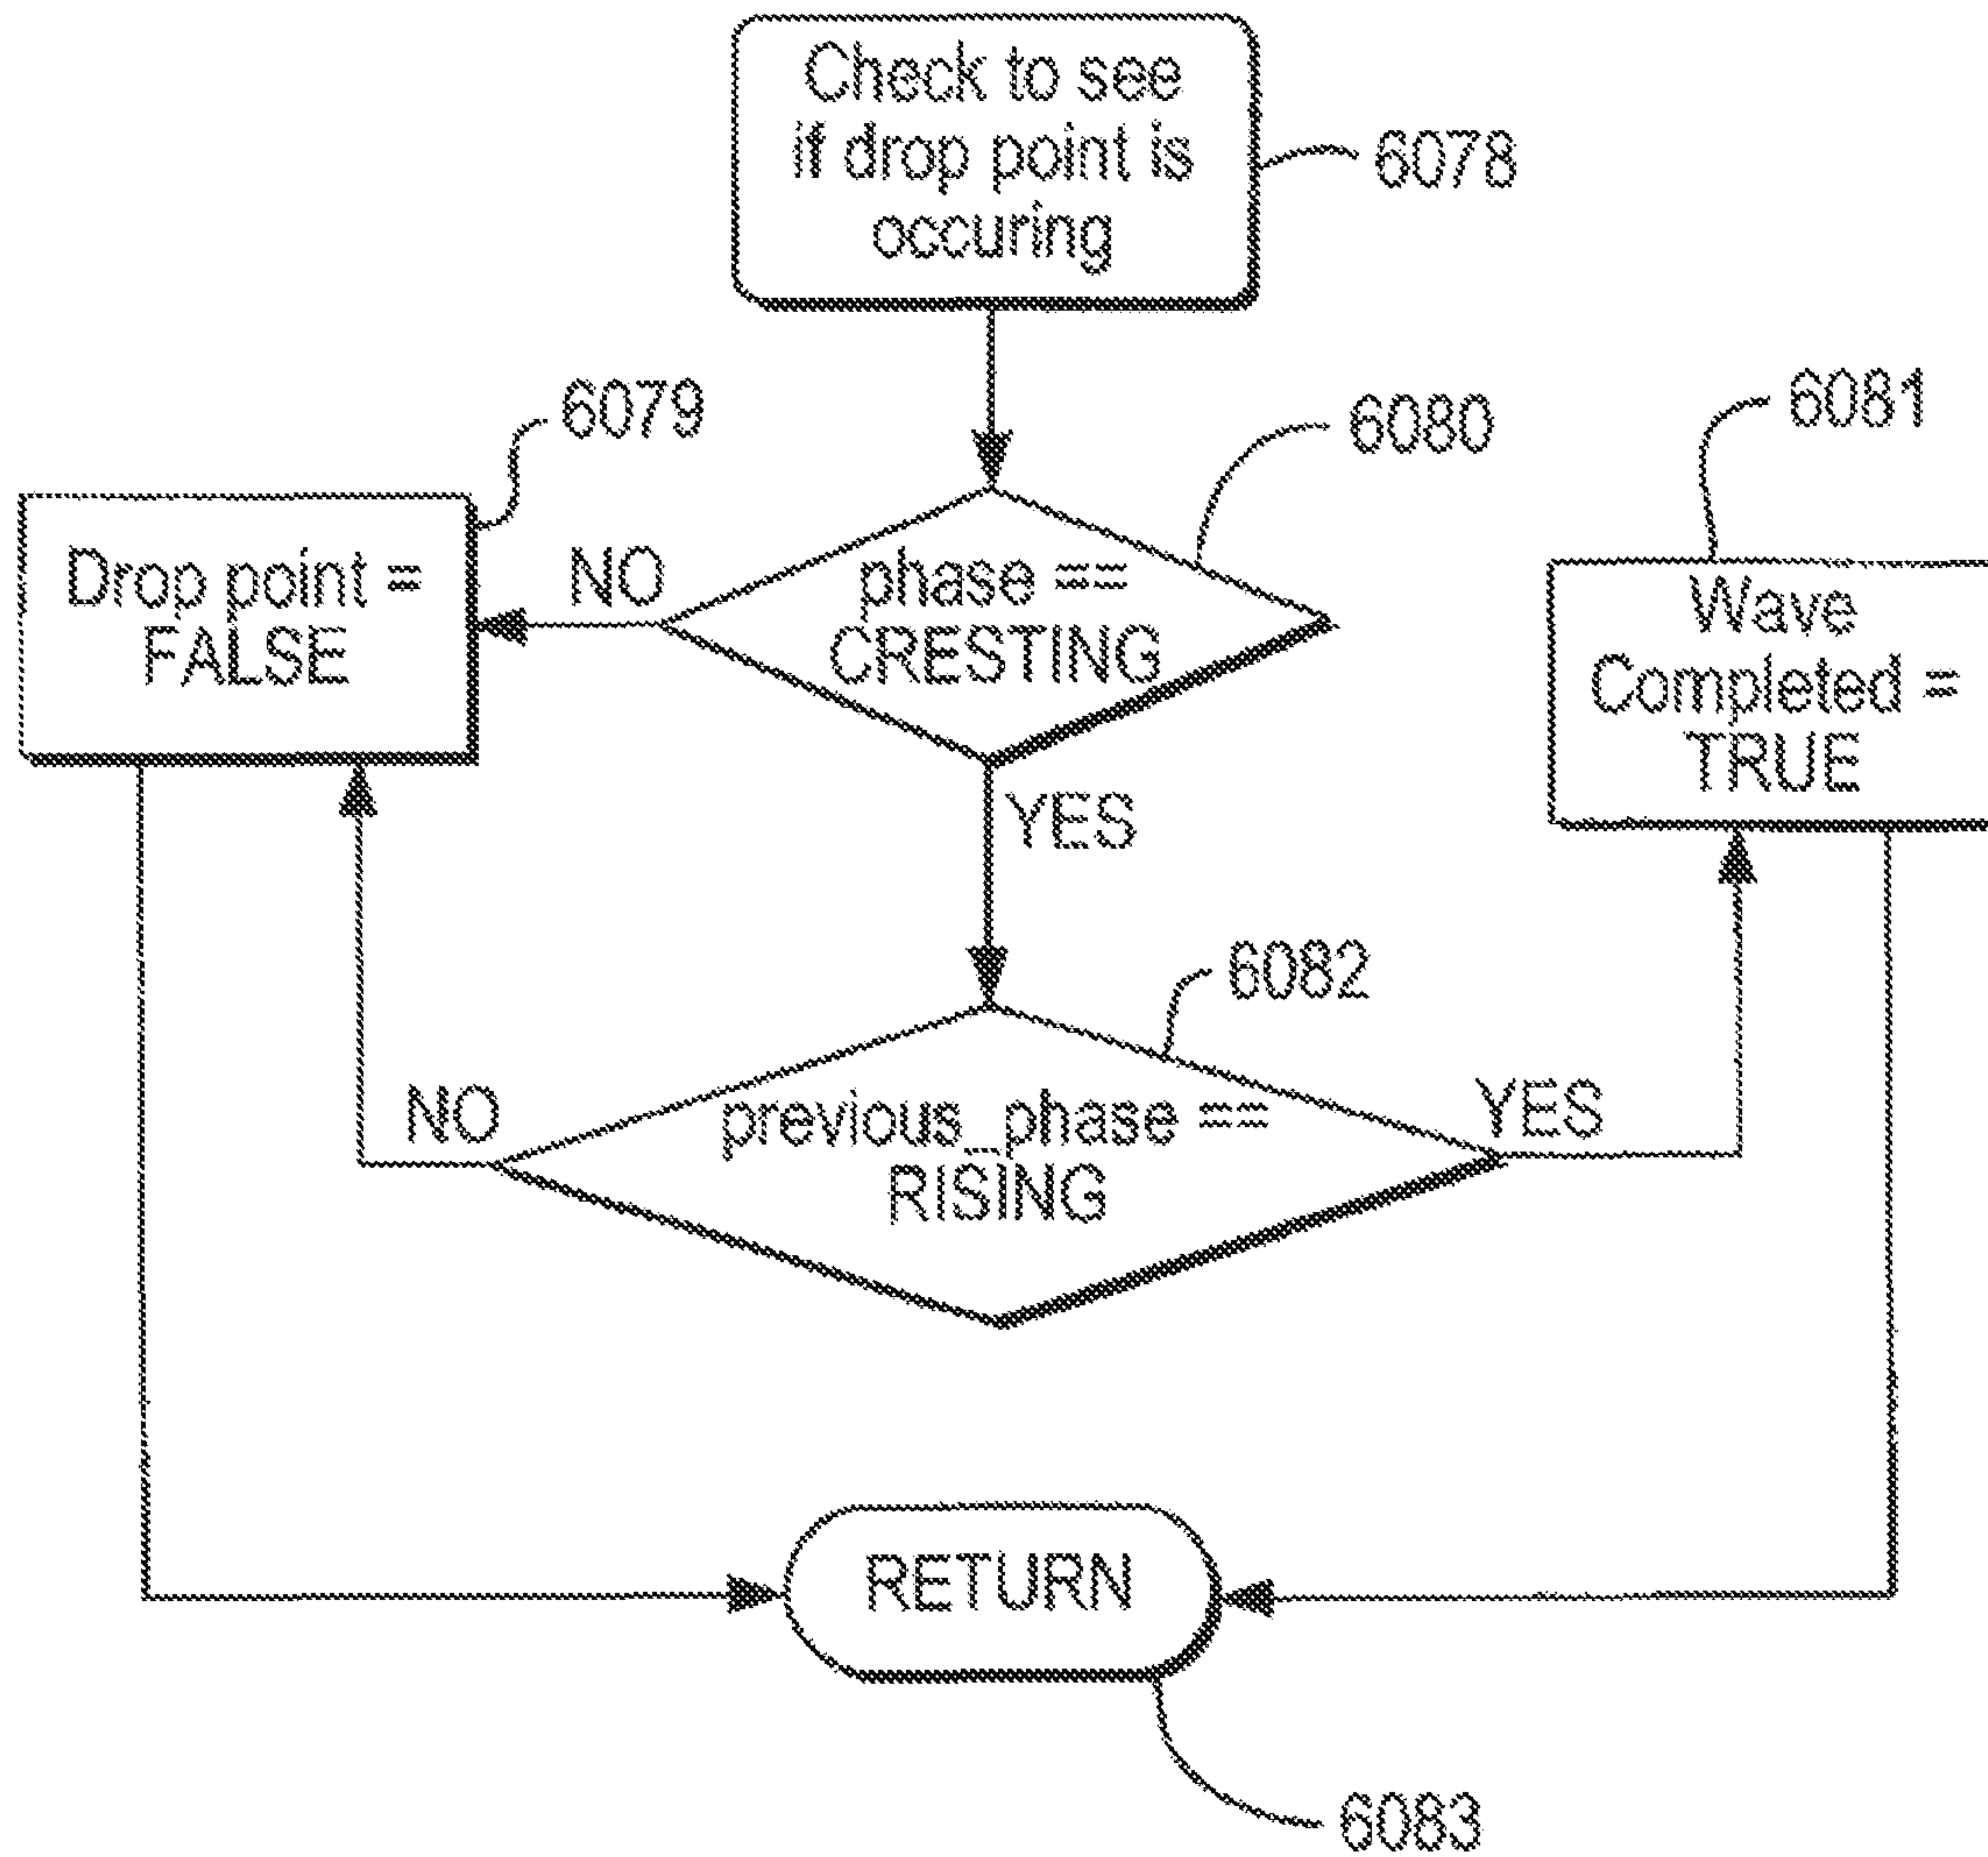 Check to see
if drop point is
occuring
6078
6079
6080
6081
Drop point =
FALSE
NO
phase ==
CRESTING
Wave
Completed =
TRUE
YES
6082
NO
previous_phase ==
RISING
YES
RETURN
6083